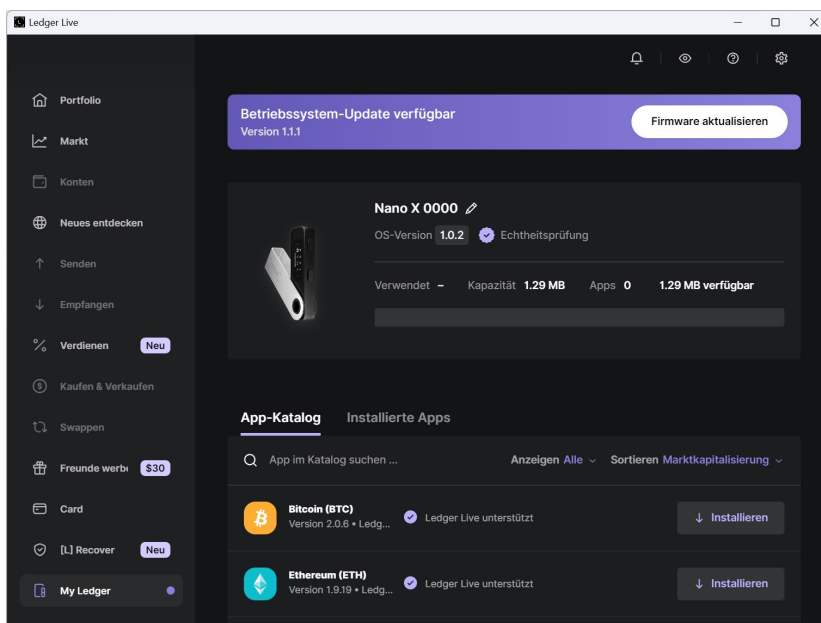 Ledger Live
Portfolio
Markt
Konten
Neues entdecken
Senden
Empfangen
Verdienen Neu
Kaufen & Verkaufen
Swappen
Freunde werb $30
Card
[L] Recover Neu
My Ledger
Betriebssystem-Update verfügbar
Version 1.1.1
Firmware aktualisieren
Nano X 0000
OS-Version 1.0.2 Echtheitsprüfung
Verwendet – Kapazität 1.29 MB Apps 0 1.29 MB verfügbar
App-Katalog Installierte Apps
App im Katalog suchen ... Anzeigen Alle Sortieren Marktkapitalisierung
Bitcoin (BTC)
Version 2.0.6 • Ledg... Ledger Live unterstützt Installieren
Ethereum (ETH)
Version 1.9.19 • Ledg... Ledger Live unterstützt Installieren